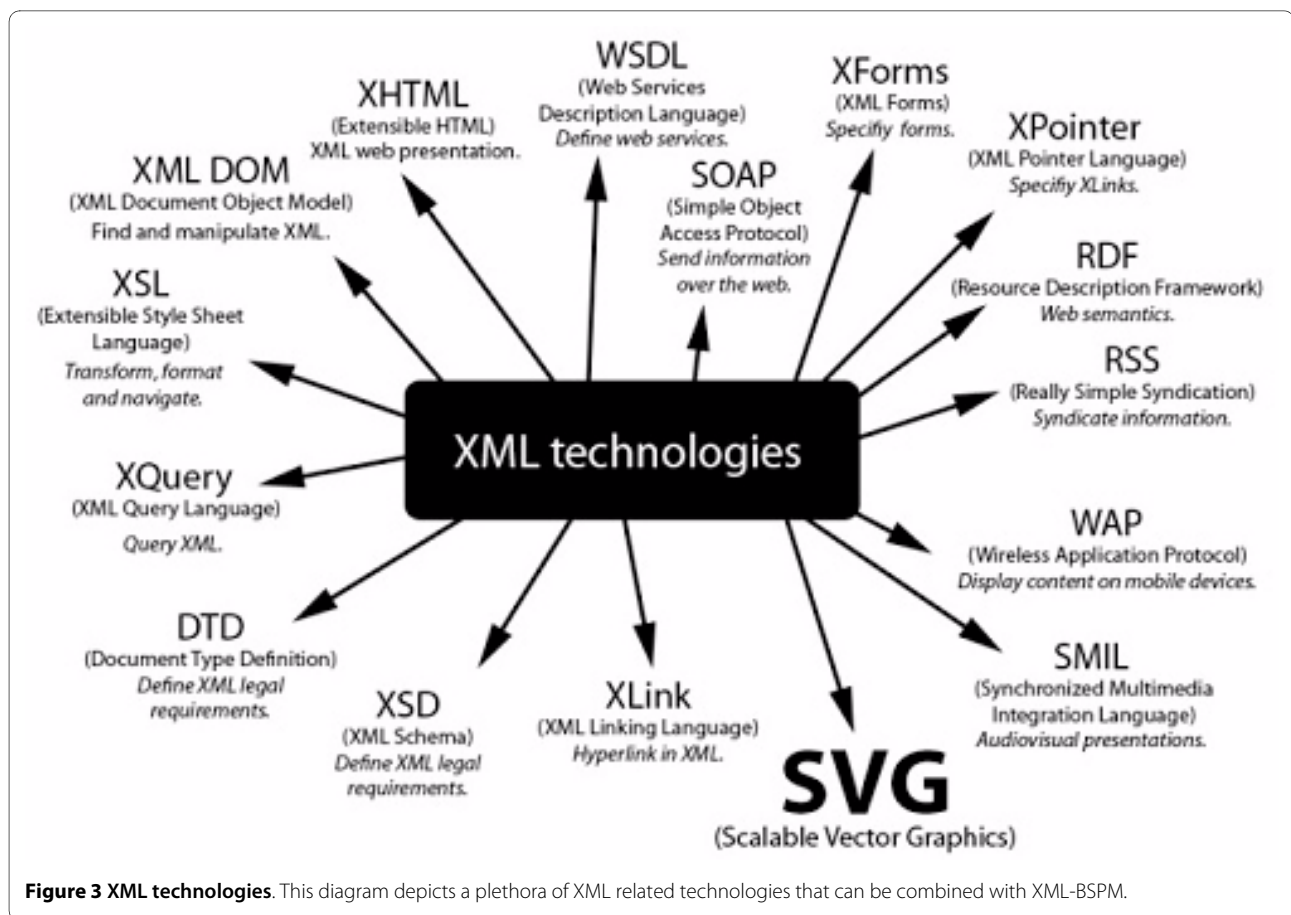 WSDL
(Web Services
Description Language)
Define web services.
XForms
(XML Forms)
Specifiy forms.
XHTML
(Extensible HTML)
XML web presentation.
XPointer
(XML Pointer Language)
Specifiy XLinks.
XML DOM
(XML Document Object Model)
Find and manipulate XML.
SOAP
(Simple Object
Access Protocol)
Send information
over the web.
RDF
(Resource Description Framework)
Web semantics.
XSL
(Extensible Style Sheet
Language)
Transform, format
and navigate.
RSS
(Really Simple Syndication)
Syndicate information.
XML technologies
XQuery
(XML Query Language)
Query XML.
WAP
(Wireless Application Protocol)
Display content on mobile devices.
DTD
(Document Type Definition)
Define XML legal
requirements.
XSD
(XML Schema)
Define XML legal
requirements.
XLink
(XML Linking Language)
Hyperlink in XML.
SMIL
(Synchronized Multimedia
Integration Language)
Audiovisual presentations.
SVG
(Scalable Vector Graphics)
Figure 3 XML technologies. This diagram depicts a plethora of XML related technologies that can be combined with XML-BSPM.